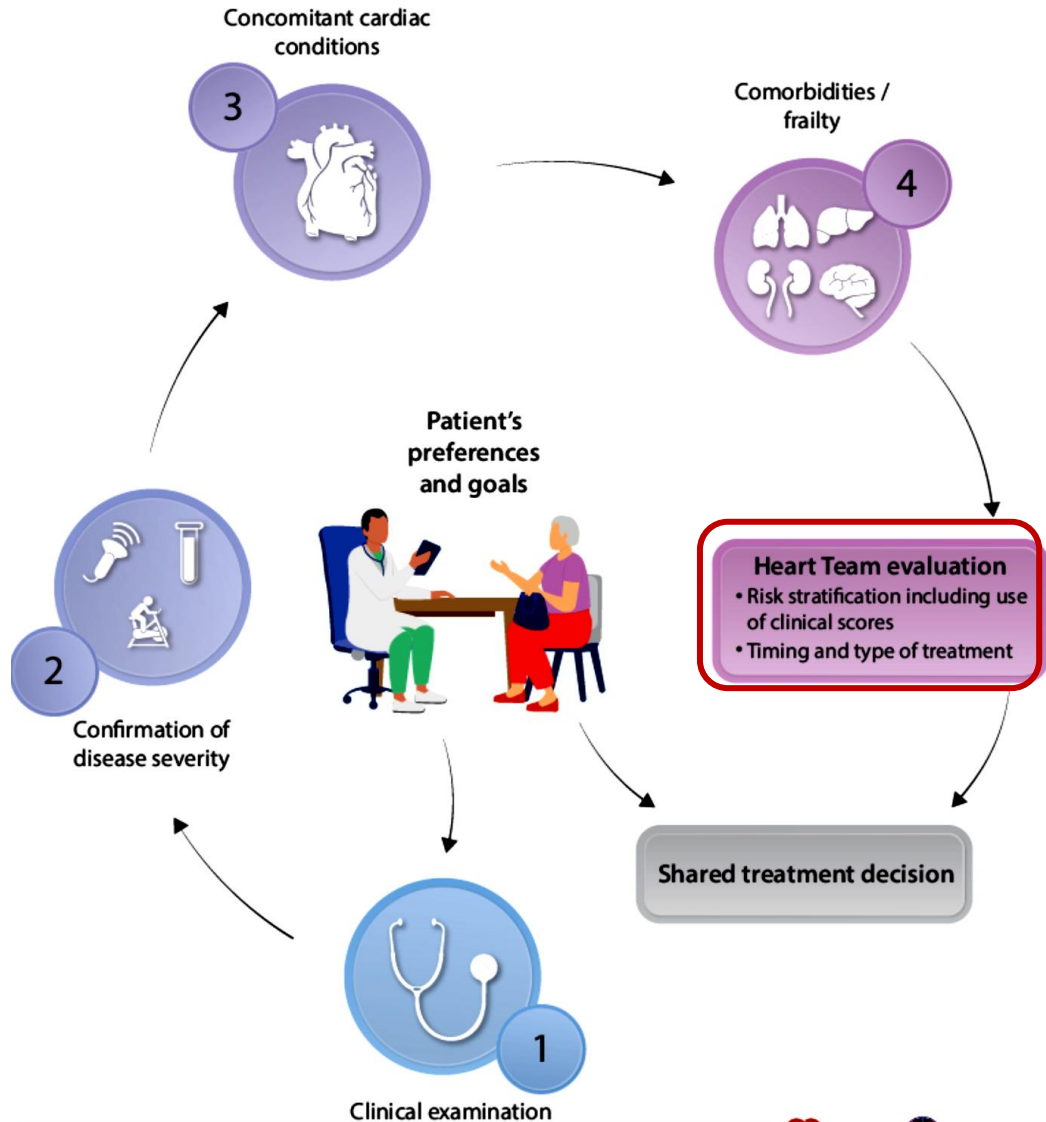 Concomitant cardiac
conditions
3
Comorbidities /
frailty
4
Patient's
preferences
and goals
Heart Team evaluation
• Risk stratification including use
of clinical scores
• Timing and type of treatment
2
Confirmation of
disease severity
Shared treatment decision
1
Clinical examination